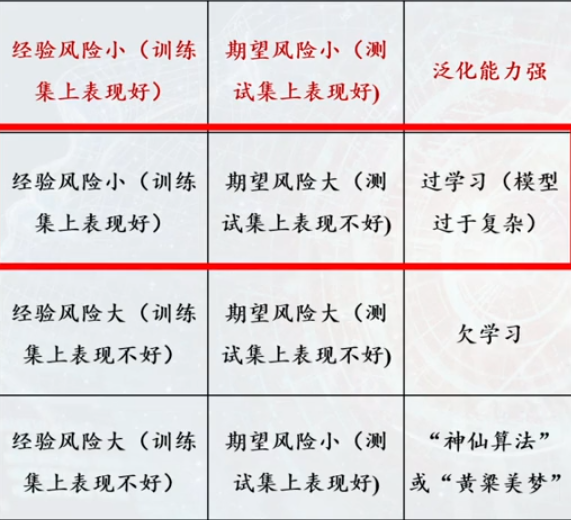 经验风险小（训练
集上表现好）
期望风险小（测
试集上表现好)
泛化能力强
经验风险小（训练
集上表现好）
期望风险大（测
试集上表现不好)
过学习（模型
过于复杂）
经验风险大（训练
集上表现不好）
期望风险大（测
试集上表现不好)
欠学习
经验风险大（训练
集上表现不好）
期望风险小（测
试集上表现好)
“神仙算法”
或“黄粱美梦”